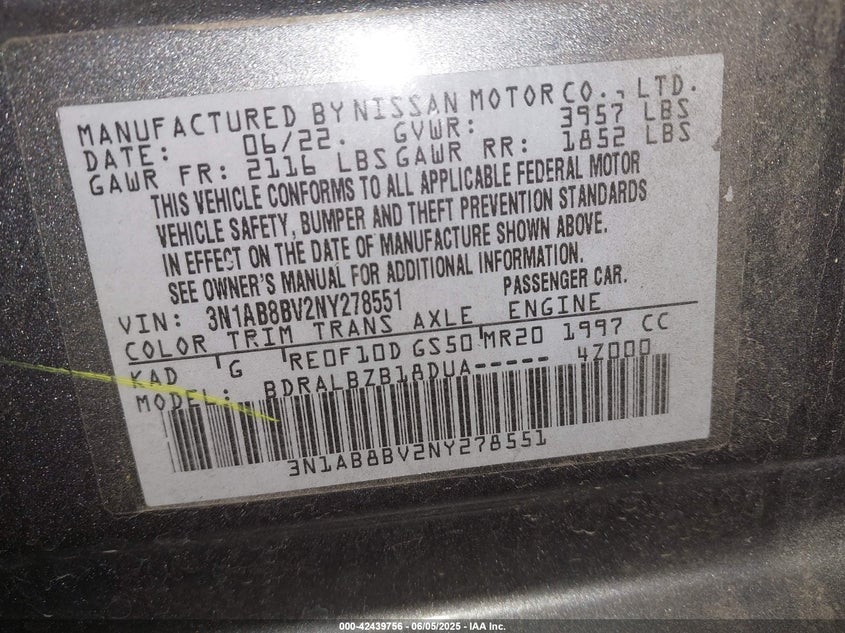 MANUFACTURED BY NISSAN MOTOR CO., LTD.
DATE: 06/22. GVWR: 3957 LBS
GAWR FR: 2116 LBS GAWR RR: 1852 LBS
THIS VEHICLE CONFORMS TO ALL APPLICABLE FEDERAL MOTOR
VEHICLE SAFETY, BUMPER AND THEFT PREVENTION STANDARDS
IN EFFECT ON THE DATE OF MANUFACTURE SHOWN ABOVE.
SEE OWNER'S MANUAL FOR ADDITIONAL INFORMATION.
VIN: 3N1AB8BV2NY278551 PASSENGER CAR.
COLOR TRIM TRANS AXLE ENGINE
KAD G RE0F10D GS50 MR20 1997 CC
MODEL: BDRALBZB18DUA----- 4Z000
3N1AB8BV2NY278551
000-42439756 - 06/05/2025 - IAA Inc.